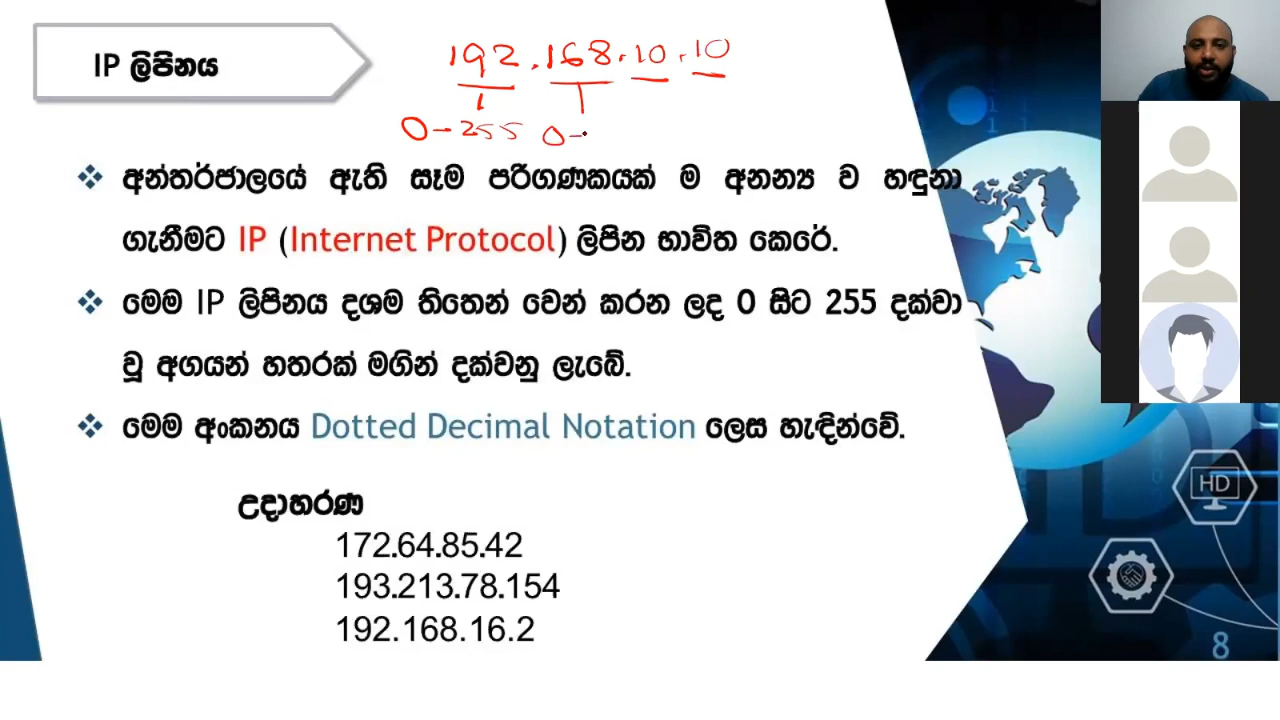 IP ලිපිනය
192.168.10.10
0-255 0-
❖ අන්තර්ජාලයේ ඇති සෑම පරිගණකයක් ම අනන්‍ය ව හඳුනා
ගැනීමට IP (Internet Protocol) ලිපින භාවිත කෙරේ.
❖ මෙම IP ලිපිනය දශම තිතෙන් වෙන් කරන ලද 0 සිට 255 දක්වා
වූ අගයන් හතරක් මගින් දක්වනු ලැබේ.
❖ මෙම අංකනය Dotted Decimal Notation ලෙස හැඳින්වේ.
උදාහරණ
172.64.85.42
193.213.78.154
192.168.16.2
HD
8